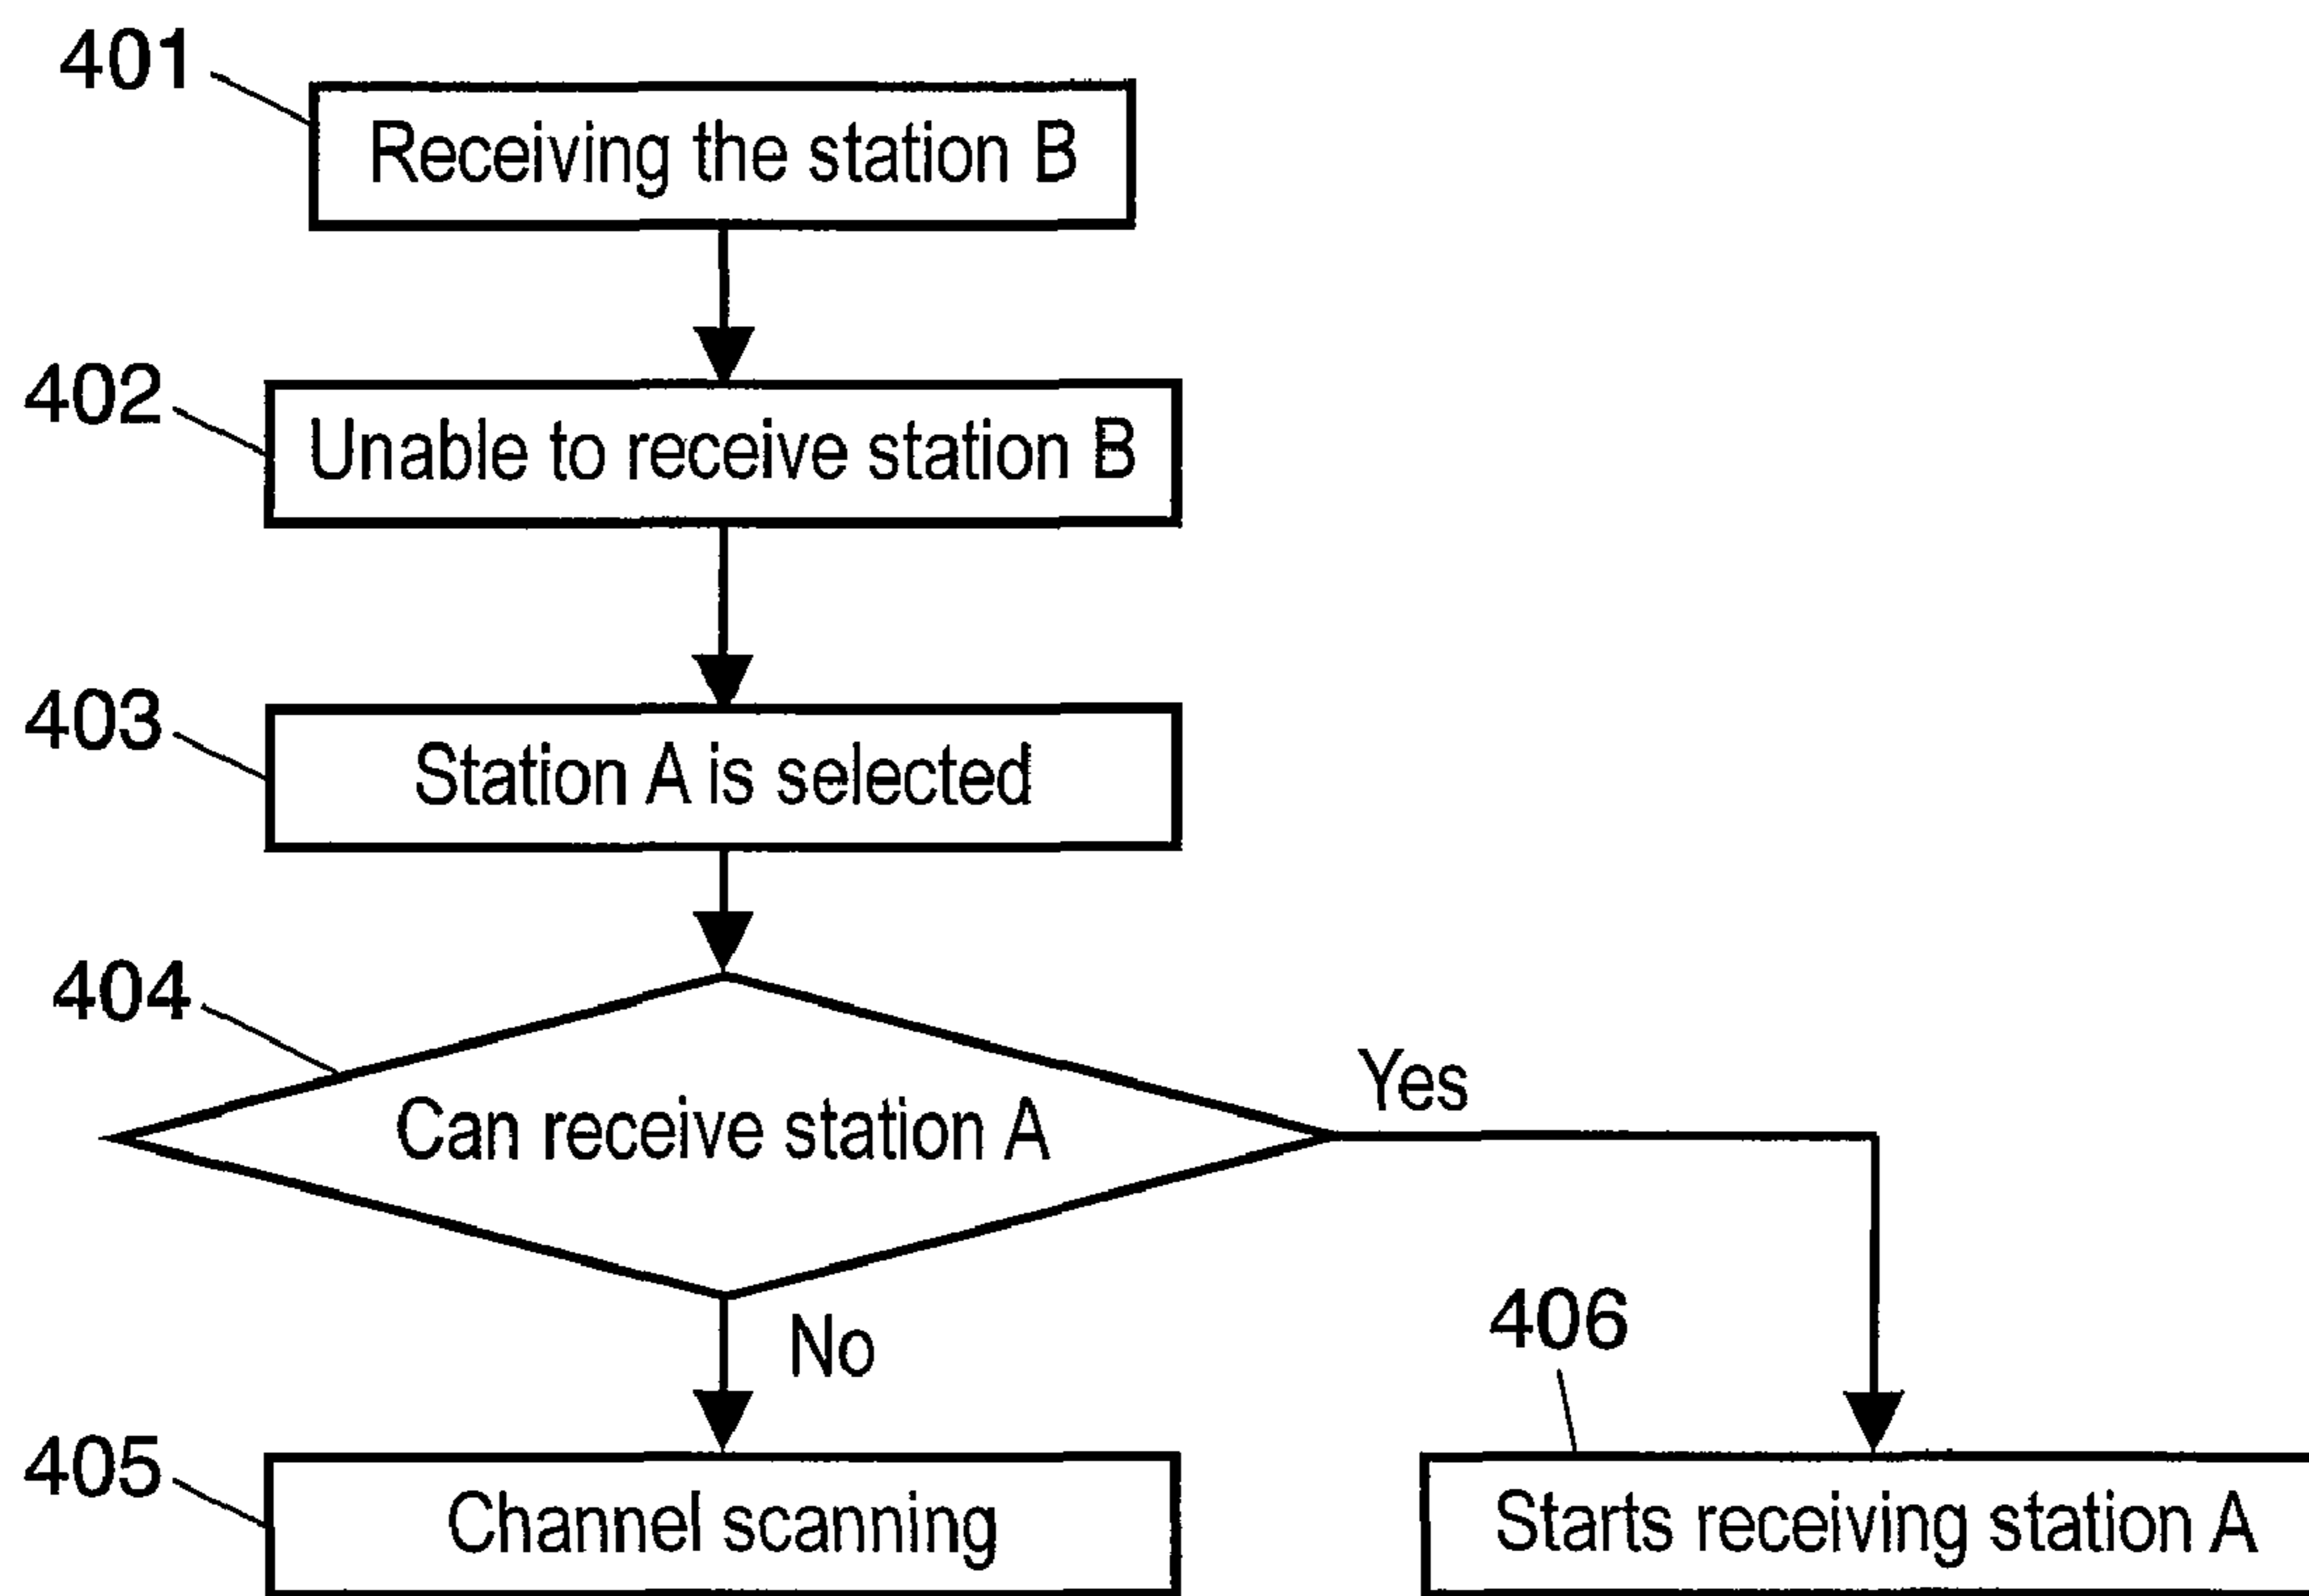 401
Receiving the station B
402
Unable to receive station B
403
Station A is selected
404
Can receive station A
Yes
No
406
405
Channel scanning
Starts receiving station A